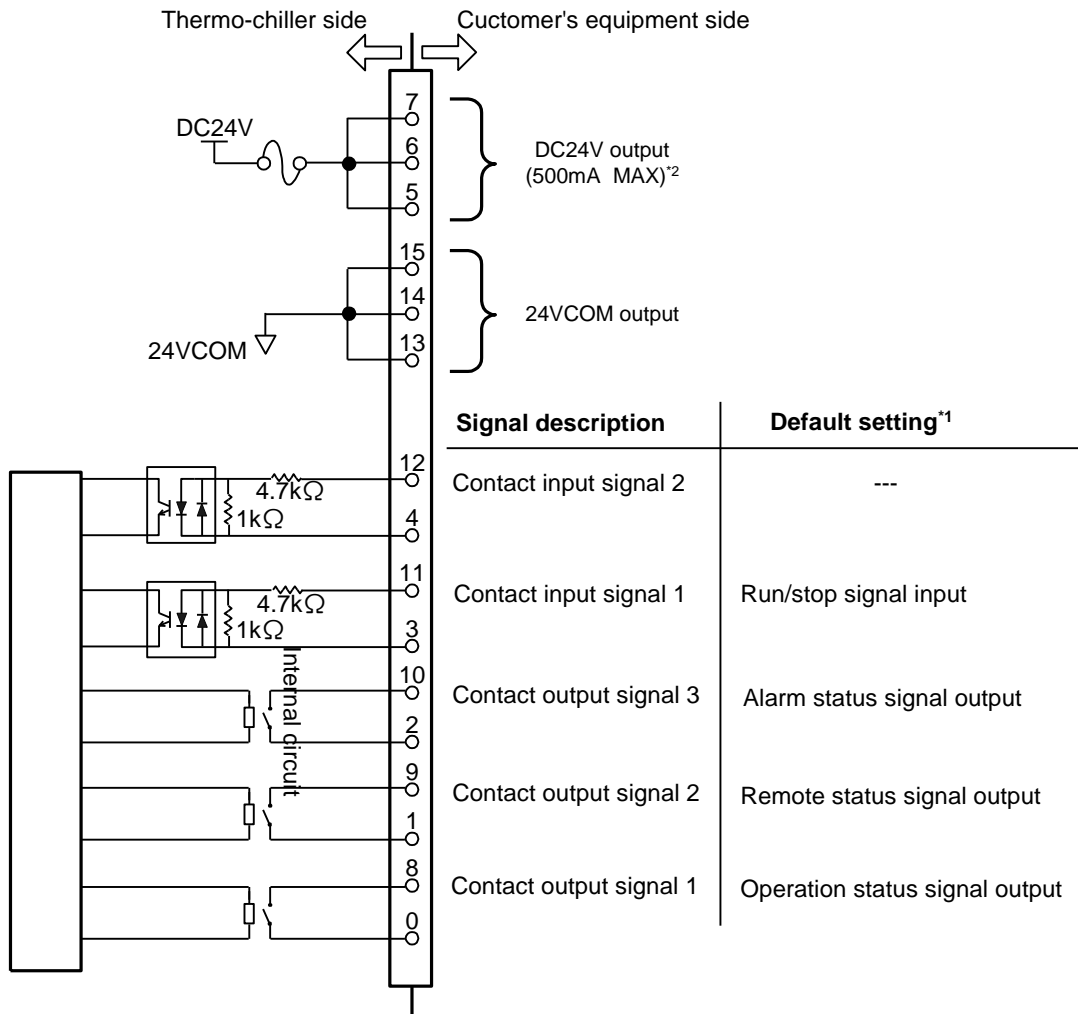 Thermo-chiller side
Cuctomer's equipment side
7
DC24V
6
5
DC24V output
(500mA MAX)*2
15
14
24VCOM
13
24VCOM output
Signal description
Default setting*1
12
4.7kΩ
1kΩ
4
Contact input signal 2
---
11
4.7kΩ
1kΩ
3
Contact input signal 1
Run/stop signal input
Internal circuit
10
2
Contact output signal 3
Alarm status signal output
9
1
Contact output signal 2
Remote status signal output
8
0
Contact output signal 1
Operation status signal output